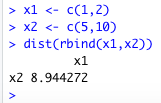 > x1 <- c(1,2)
> x2 <- c(5,10)
> dist(rbind(x1,x2))
         x1
x2 8.944272
>